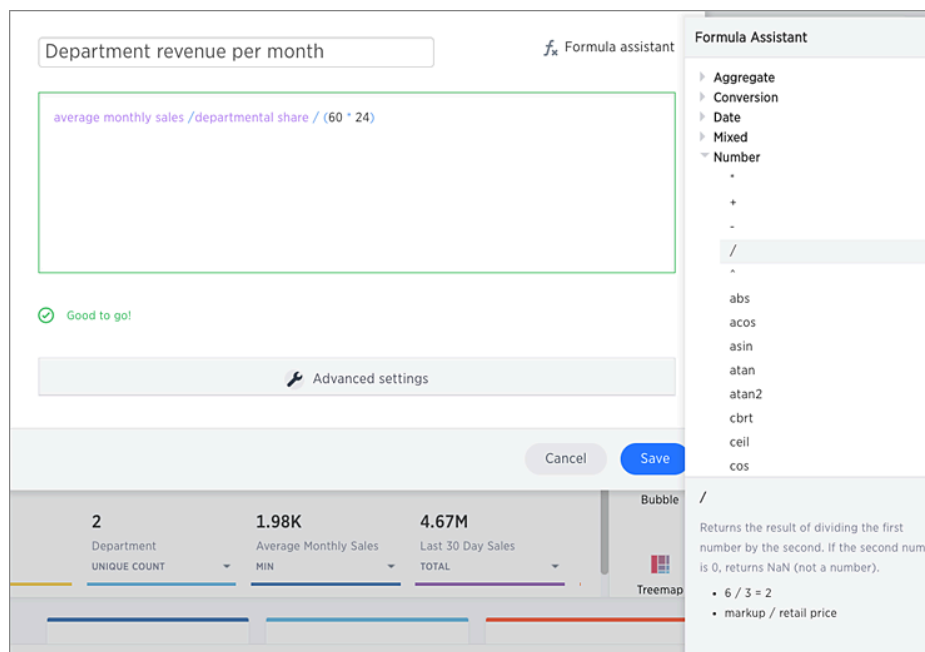 Department revenue per month
fx Formula assistant
average monthly sales /departmental share / (60 * 24)
Good to go!
Advanced settings
Cancel
Save
Formula Assistant
Aggregate
Conversion
Date
Mixed
Number
*
+
-
/
^
abs
acos
asin
atan
atan2
cbrt
ceil
cos
/
Returns the result of dividing the first
number by the second. If the second num
is 0, returns NaN (not a number).
• 6 / 3 = 2
• markup / retail price
2
Department
UNIQUE COUNT
1.98K
Average Monthly Sales
MIN
4.67M
Last 30 Day Sales
TOTAL
Bubble
Treemap